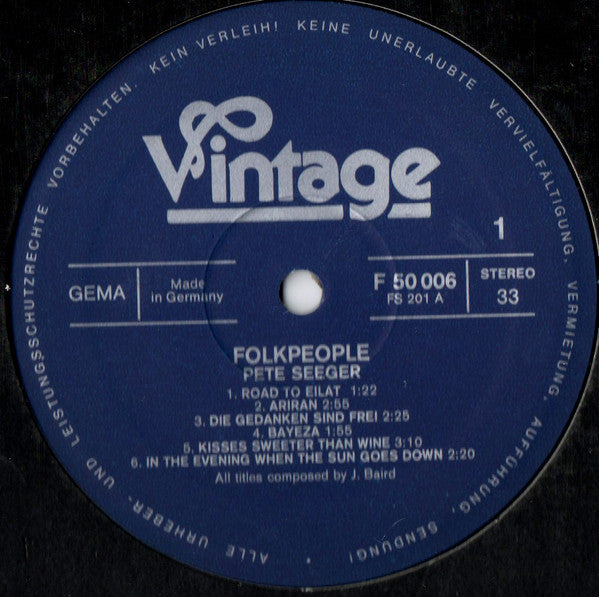 ALLE URHEBER- UND LEISTUNGSSCHUTZRECHTE VORBEHALTEN. KEIN VERLEIH! KEINE UNERLAUBTE VERVIELFÄLTIGUNG, VERMIETUNG, AUFFÜHRUNG, SENDUNG!
Vintage
1
GEMA
Made
in Germany
F 50 006
FS 201 A
STEREO
33
FOLKPEOPLE
PETE SEEGER
1. ROAD TO EILAT 1:22
2. ARIRAN 2:55
3. DIE GEDANKEN SIND FREI 2:25
4. BAYEZA 1:55
5. KISSES SWEETER THAN WINE 3:10
6. IN THE EVENING WHEN THE SUN GOES DOWN 2:20
All titles composed by J. Baird